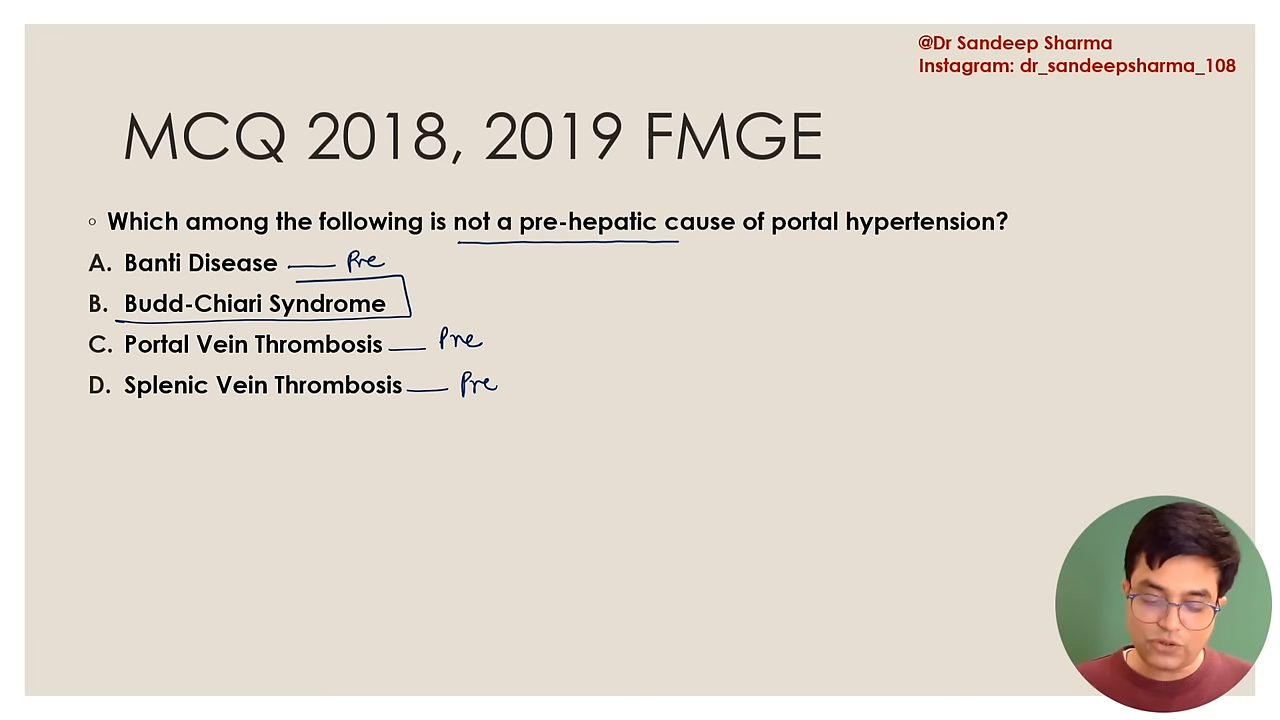 @Dr Sandeep Sharma
Instagram: dr_sandeepsharma_108
MCQ 2018, 2019 FMGE
Which among the following is not a pre-hepatic cause of portal hypertension?
A. Banti Disease — Pre
B. Budd-Chiari Syndrome
C. Portal Vein Thrombosis — Pre
D. Splenic Vein Thrombosis — Pre